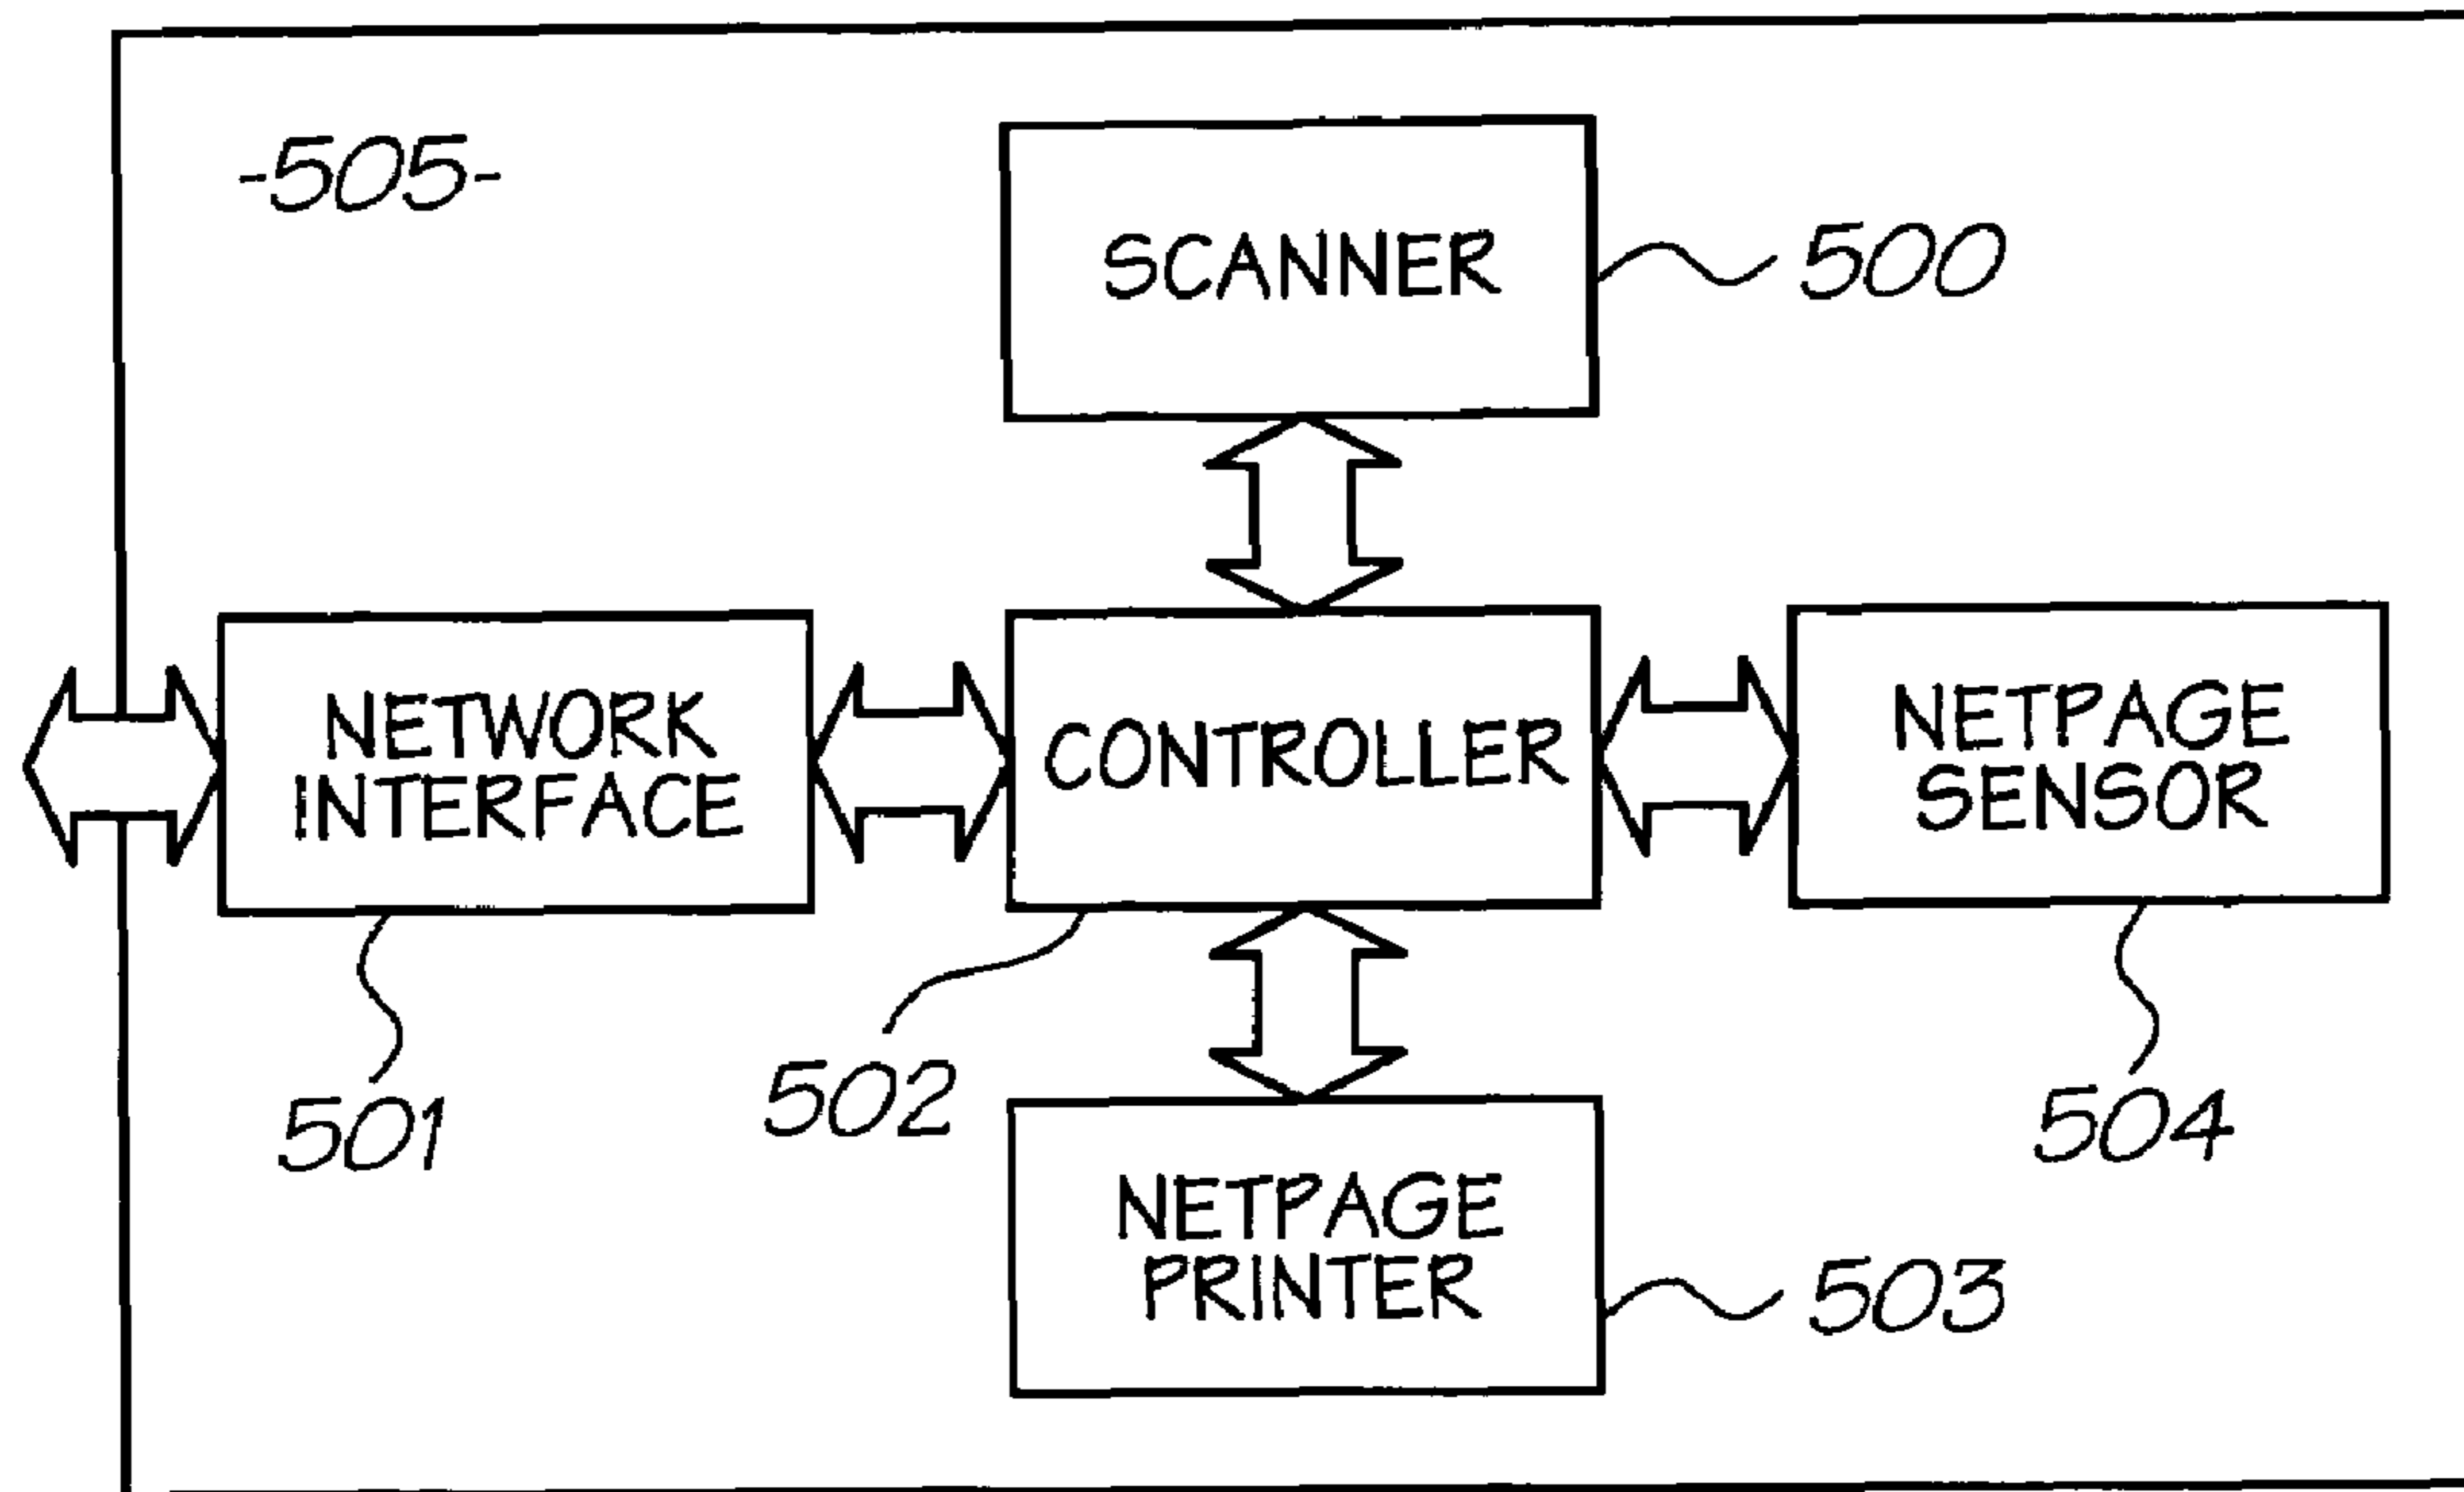 -505-
SCANNER
500
NETWORK
INTERFACE
CONTROLLER
NETPAGE
SENSOR
501
502
504
NETPAGE
PRINTER
503